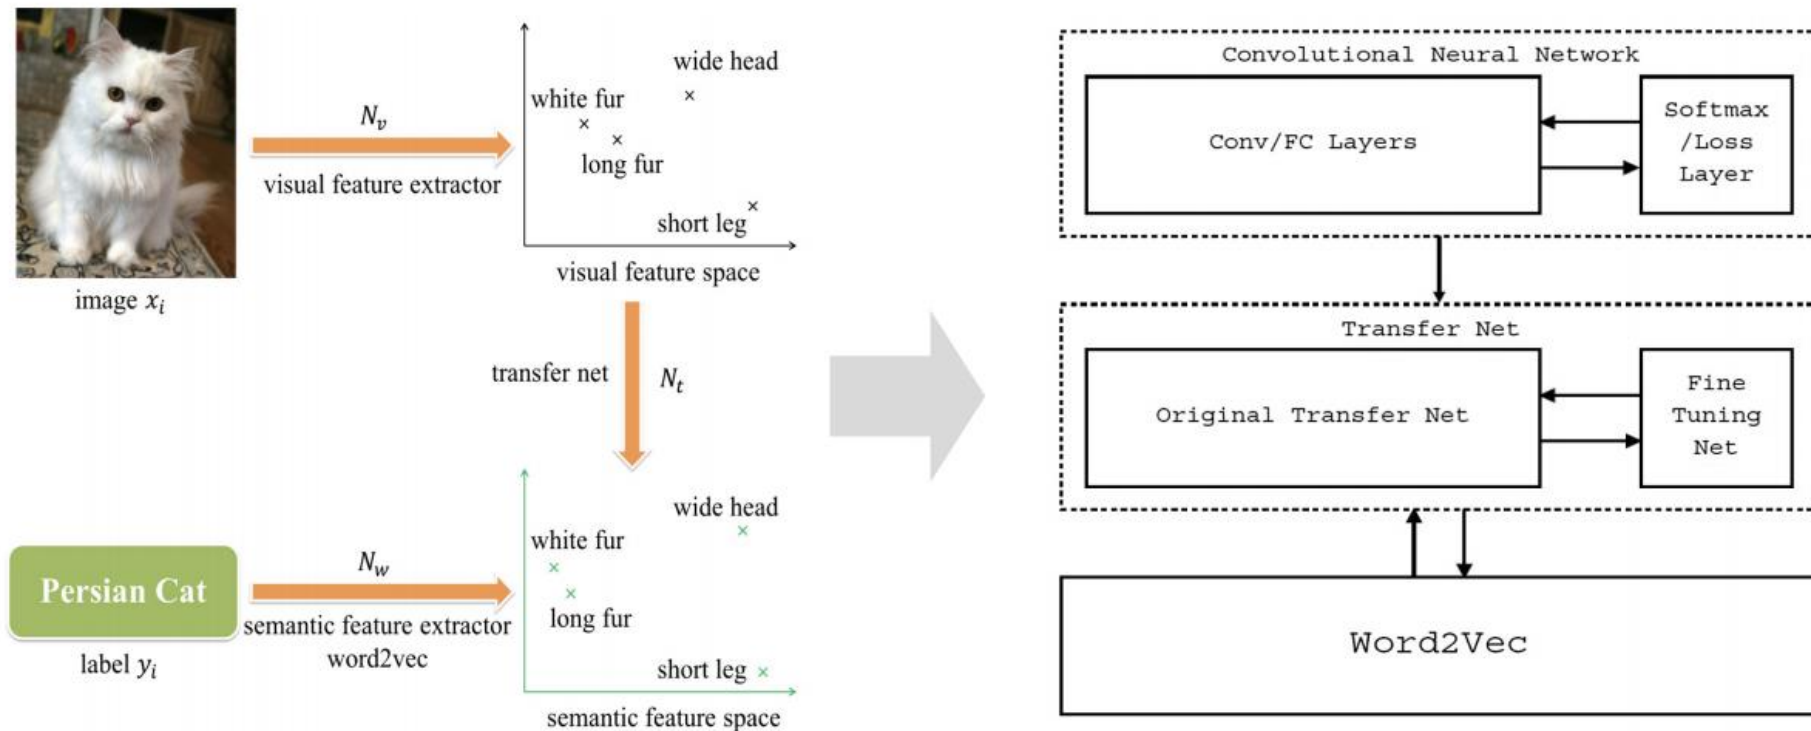 wide head
white fur
N_v
long fur
visual feature extractor
short leg
visual feature space
image x_i
transfer net
N_t
wide head
white fur
N_w
Persian Cat
long fur
semantic feature extractor
word2vec
label y_i
short leg
semantic feature space
Convolutional Neural Network
Conv/FC Layers
Softmax
/Loss
Layer
Transfer Net
Original Transfer Net
Fine
Tuning
Net
Word2Vec